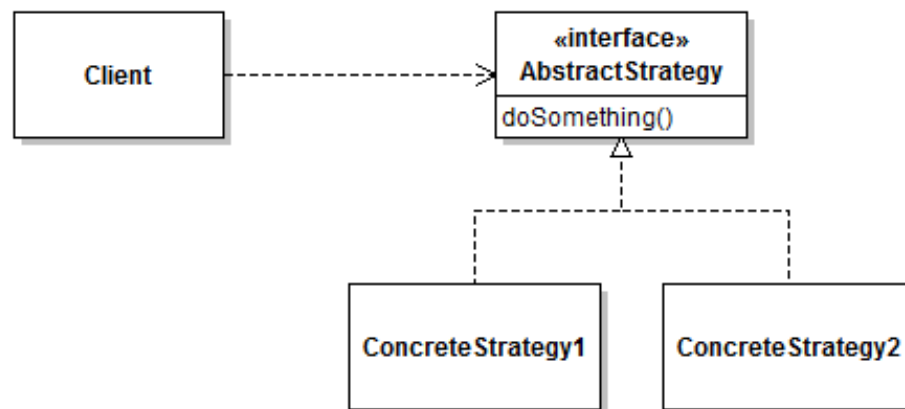 Client
«interface»
AbstractStrategy
doSomething()
ConcreteStrategy1
ConcreteStrategy2